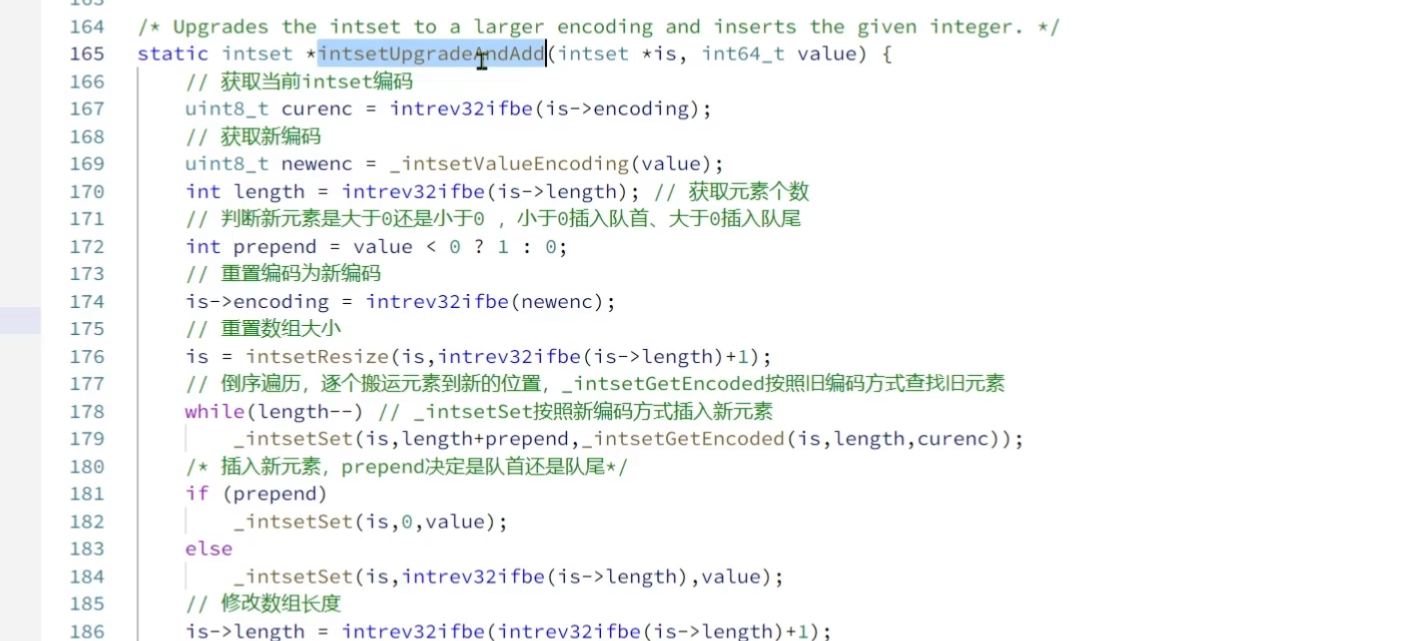 164 /* Upgrades the intset to a larger encoding and inserts the given integer. */
165 static intset *intsetUpgradeAndAdd(intset *is, int64_t value) {
166 // 获取当前intset编码
167 uint8_t curenc = intrev32ifbe(is->encoding);
168 // 获取新编码
169 uint8_t newenc = _intsetValueEncoding(value);
170 int length = intrev32ifbe(is->length); // 获取元素个数
171 // 判断新元素是大于0还是小于0 ，小于0插入队首、大于0插入队尾
172 int prepend = value < 0 ? 1 : 0;
173 // 重置编码为新编码
174 is->encoding = intrev32ifbe(newenc);
175 // 重置数组大小
176 is = intsetResize(is,intrev32ifbe(is->length)+1);
177 // 倒序遍历，逐个搬运元素到新的位置，_intsetGetEncoded按照旧编码方式查找旧元素
178 while(length--) // _intsetSet按照新编码方式插入新元素
179 _intsetSet(is,length+prepend,_intsetGetEncoded(is,length,curenc));
180 /* 插入新元素，prepend决定是队首还是队尾*/
181 if (prepend)
182 _intsetSet(is,0,value);
183 else
184 _intsetSet(is,intrev32ifbe(is->length),value);
185 // 修改数组长度
186 is->length = intrev32ifbe(intrev32ifbe(is->length)+1);